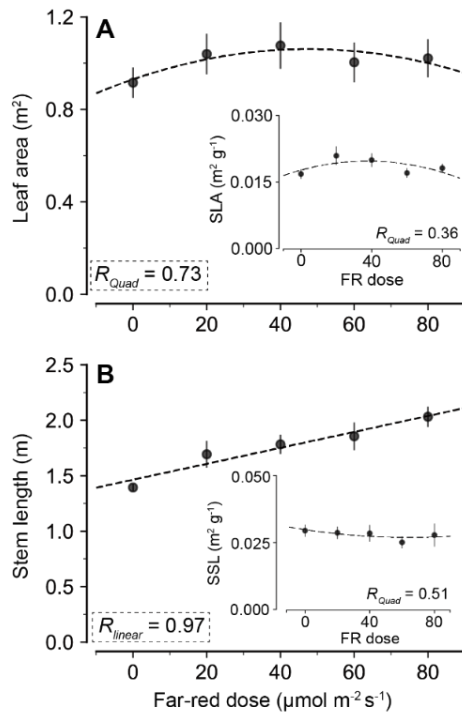 A
1.2
0.8
0.4
0.0
Leaf area (m²)
0.030
0.015
0.000
SLA (m² g⁻¹)
R_Quad = 0.36
0 40 80
FR dose
R_Quad = 0.73
0 20 40 60 80
B
2.5
2.0
1.5
1.0
0.5
0.0
Stem length (m)
0.050
0.025
0.000
SSL (m² g⁻¹)
R_Quad = 0.51
0 40 80
FR dose
R_linear = 0.97
0 20 40 60 80
Far-red dose (µmol m⁻² s⁻¹)